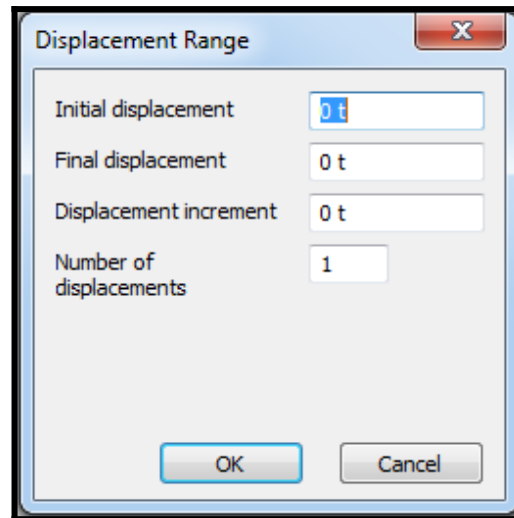 Displacement Range
Initial displacement 0 t
Final displacement 0 t
Displacement increment 0 t
Number of 1
displacements
OK Cancel